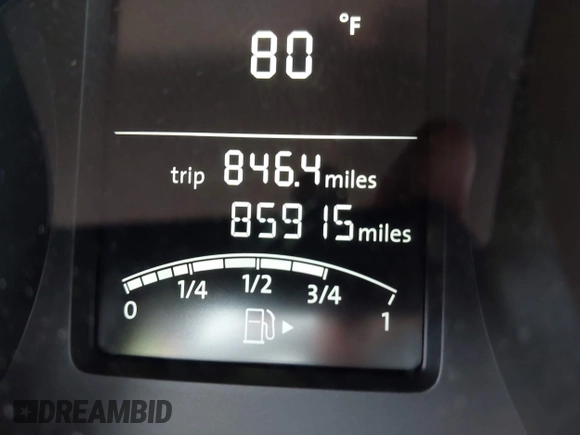 80 °F
trip 846.4 miles
85915 miles
0 1/4 1/2 3/4 1
DREAMBID